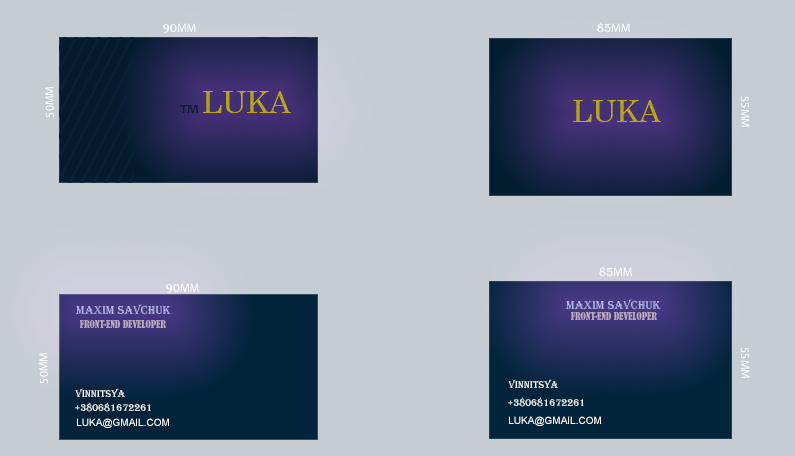 90MM
85MM
50MM
55MM
TM LUKA
LUKA
90MM
85MM
50MM
55MM
MAXIM SAVCHUK
FRONT-END DEVELOPER
VINNITSYA
+380681672261
LUKA@GMAIL.COM
MAXIM SAVCHUK
FRONT-END DEVELOPER
VINNITSYA
+380681672261
LUKA@GMAIL.COM